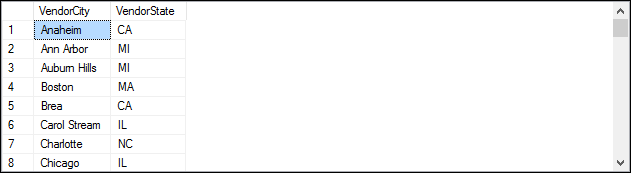 VendorCity VendorState
1 Anaheim CA
2 Ann Arbor MI
3 Auburn Hills MI
4 Boston MA
5 Brea CA
6 Carol Stream IL
7 Charlotte NC
8 Chicago IL